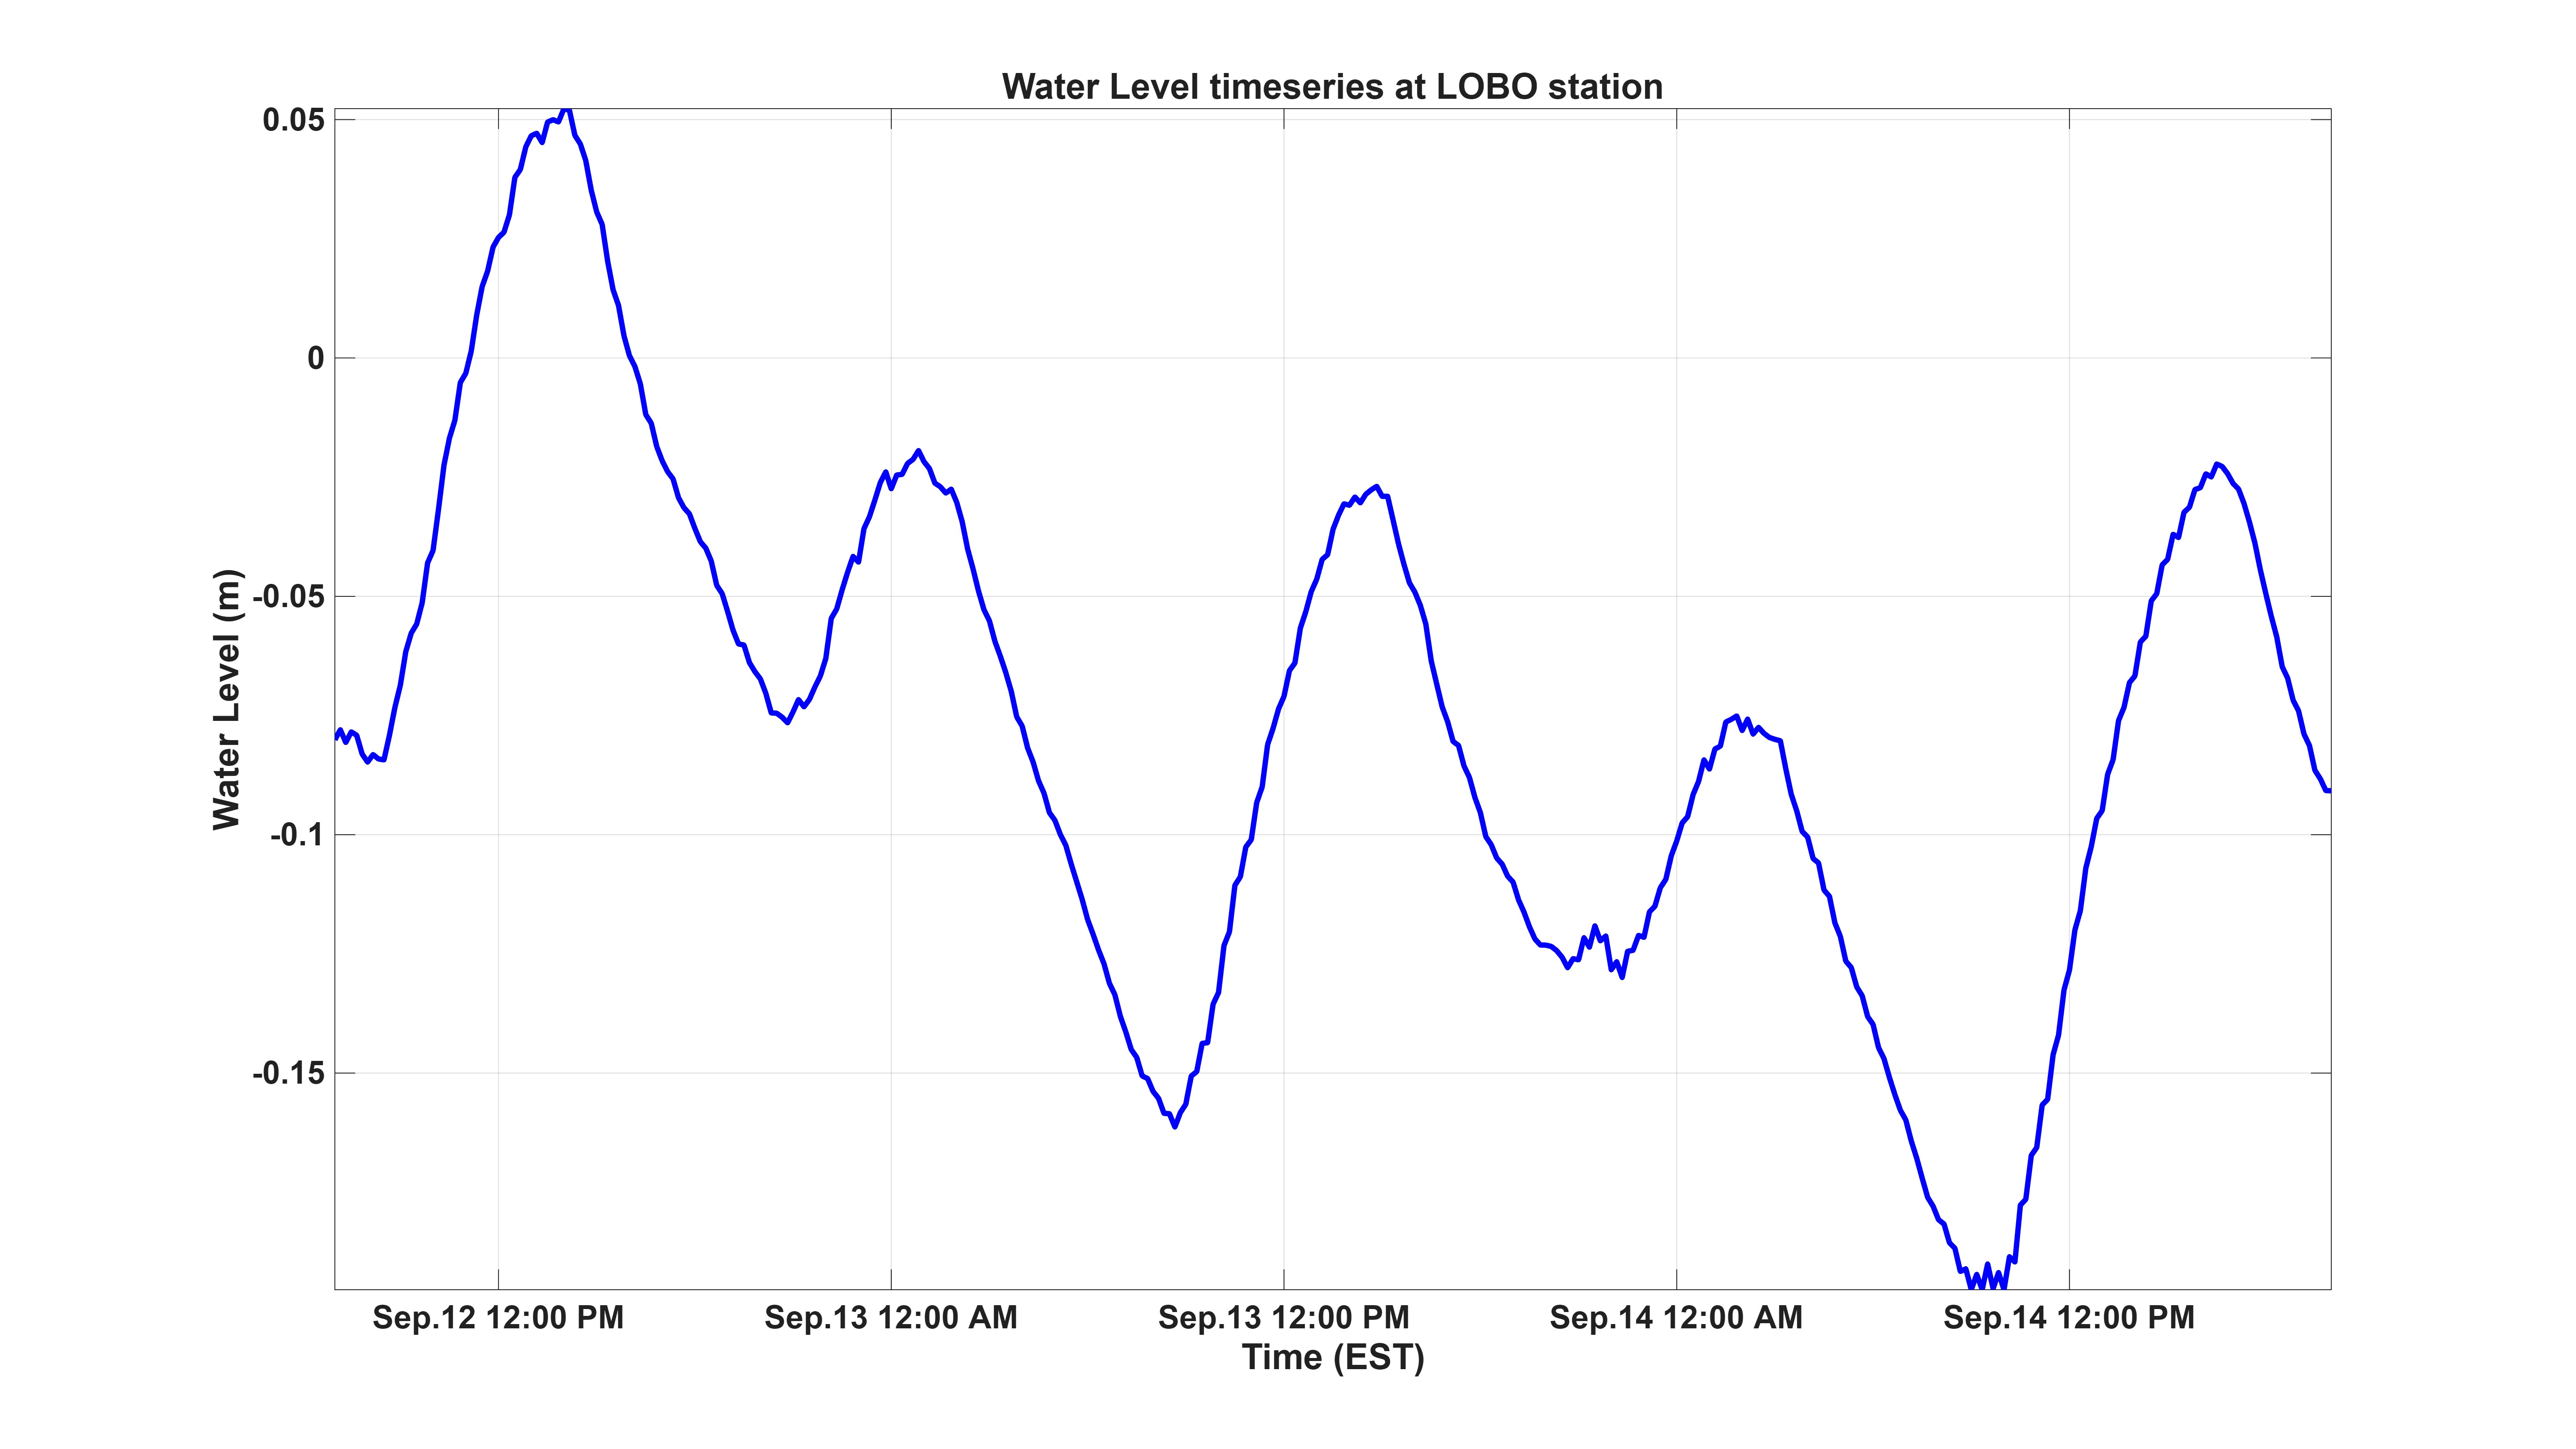 Water Level timeseries at LOBO station
0.05
0
-0.05
-0.1
-0.15
Water Level (m)
Sep.12 12:00 PM
Sep.13 12:00 AM
Sep.13 12:00 PM
Sep.14 12:00 AM
Sep.14 12:00 PM
Time (EST)